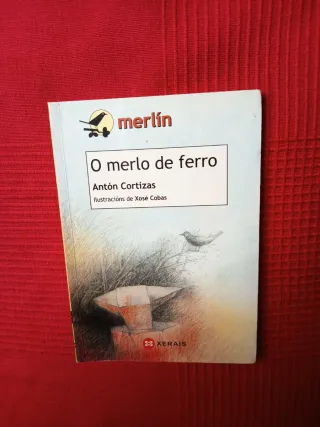 merlín
O merlo de ferro
Antón Cortizas
Ilustracións de Xosé Cobas
XERAIS